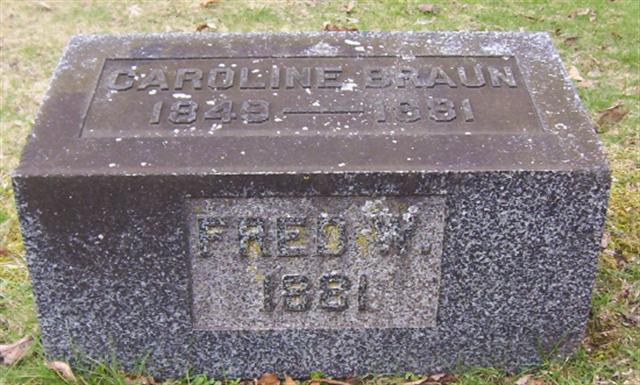 CAROLINE BRAUN
1849 — 1881
FRED W.
1881